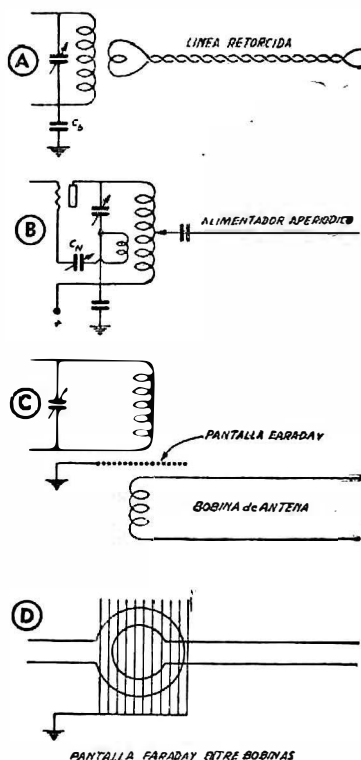 A
LINEA RETORCIDA
Cb
B
CN
ALIMENTADOR APERIODICO
+
C
PANTALLA FARADAY
BOBINA de ANTENA
D
PANTALLA FARADAY ENTRE BOBINAS